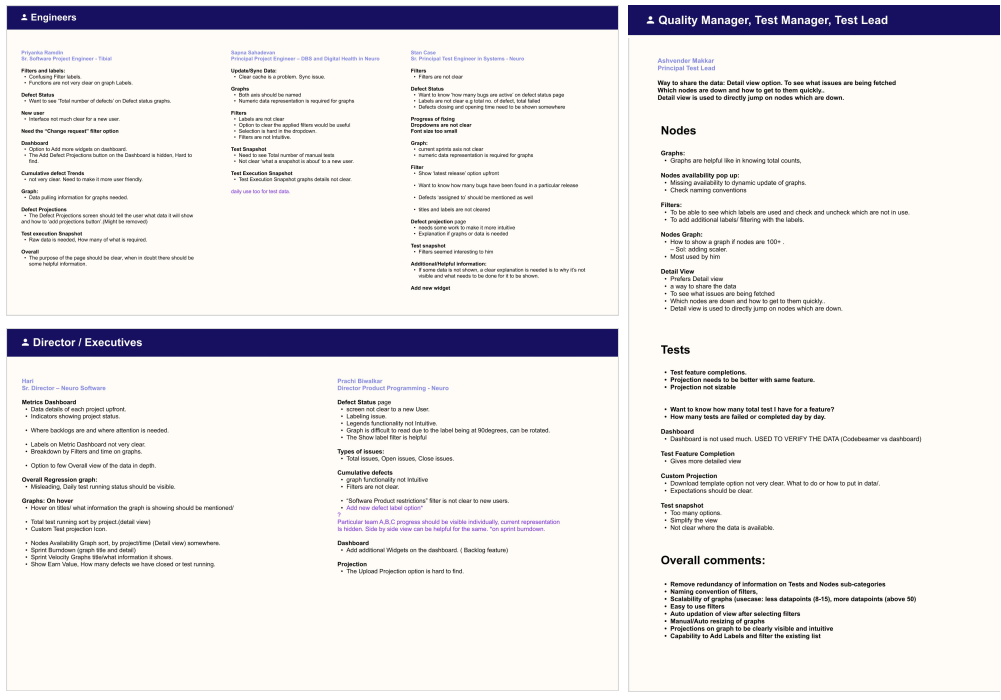 Engineers
Priyanka Ramdin
Sr. Software Project Engineer - Tibial
Filters and labels:
• Confusing Filter labels.
• Functions are not very clear on graph Labels.
Defect Status
• Want to see 'Total number of defects' on Defect status graphs.
New user
• Interface not much clear for a new user.
Need the "Change request" filter option
Dashboard
• Option to Add more widgets on dashboard.
• The Add Defect Projections button on the Dashboard is hidden, Hard to
find.
Cumulative defect Trends
• not very clear. Need to make it more user friendly.
Graph:
• Data pulling information for graphs needed.
Defect Projections
• The Defect Projections screen should tell the user what data it will show
and how to 'add projections button' (Might be removed)
Test execution Snapshot
• Raw data is needed, How many of what is required.
Overall
• The purpose of the page should be clear, when in doubt there should be
some helpful information.
Sapna Sahadevan
Principal Project Engineer – DBS and Digital Health in Neuro
Update/Sync Data:
• Clear cache is a problem. Sync issue.
Graphs
• Both axis should be named
• Numeric data representation is required for graphs
Filters
• Labels are not clear
• Option to clear the applied filters would be useful
• Selection is hard in the dropdown.
• Filters are not Intuitive.
Test Snapshot
• Need to see Total number of manual tests
• Not clear 'what a snapshot is about' to a new user.
Test Execution Snapshot
• Test Execution Snapshot graphs details not clear.
daily use too for test data.
Stan Case
Sr. Principal Test Engineer in Systems - Neuro
Filters
• Filters are not clear
Defect Status
• Want to know 'how many bugs are active' on defect status page
• Labels are not clear e.g total no. of defect, total failed
• Defects closing and opening time need to be shown somewhere
Progress of fixing
Dropdowns are not clear
Font size too small
Graph:
• current sprints axis not clear
• numeric data representation is required for graphs
Filter
• Show 'latest release' option upfront
• Want to know how many bugs have been found in a particular release
• Defects 'assigned to' should be mentioned as well
• titles and labels are not cleared
Defect projection page
• needs some work to make it more intuitive
• Explanation if graphs or data is needed
Test snapshot
• Filters seemed interesting to him
Additional/Helpful information:
• If some data is not shown, a clear explanation is needed is to why it's not
visible and what needs to be done for it to be shown.
Add new widget
Director / Executives
Hari
Sr. Director – Neuro Software
Metrics Dashboard
• Data details of each project upfront.
• Indicators showing project status.
• Where backlogs are and where attention is needed.
• Labels on Metric Dashboard not very clear.
• Breakdown by Filters and time on graphs.
• Option to few Overall view of the data in depth.
Overall Regression graph:
• Misleading, Daily test running status should be visible.
Graphs: On hover
• Hover on titles/ what information the graph is showing should be mentioned/
• Total test running sort by project.(detail view)
• Custom Test projection Icon.
• Nodes Availability Graph sort, by project/time (Detail view) somewhere.
• Sprint Burndown (graph title and detail)
• Sprint Velocity Graphs title/what information it shows.
• Show Earn Value, How many defects we have closed or test running.
Prachi Biwalkar
Director Product Programming - Neuro
Defect Status page
• screen not clear to a new User.
• Labeling issue.
• Legends functionality not Intuitive.
• Graph is difficult to read due to the label being at 90degrees, can be rotated.
• The Show label filter is helpful
Types of issues:
• Total issues, Open issues, Close issues.
Cumulative defects
• graph functionality not Intuitive
• Filters are not clear.
• "Software Product restrictions" filter is not clear to new users.
• Add new defect label option*
?
Particular team A,B,C progress should be visible individually, current representation
Is hidden. Side by side view can be helpful for the same. *on sprint burndown.
Dashboard
• Add additional Widgets on the dashboard. ( Backlog feature)
Projection
• The Upload Projection option is hard to find.
Quality Manager, Test Manager, Test Lead
Ashvender Makkar
Principal Test Lead
Way to share the data: Detail view option. To see what issues are being fetched
Which nodes are down and how to get to them quickly..
Detail view is used to directly jump on nodes which are down.
Nodes
Graphs:
• Graphs are helpful like in knowing total counts,
Nodes availability pop up:
• Missing availability to dynamic update of graphs.
• Check naming conventions
Filters:
• To be able to see which labels are used and check and uncheck which are not in use.
• To add additional labels/ filtering with the labels.
Nodes Graph:
• How to show a graph if nodes are 100+ .
– Sol: adding scaler.
• Most used by him
Detail View
• Prefers Detail view
• a way to share the data
• To see what issues are being fetched
• Which nodes are down and how to get to them quickly..
• Detail view is used to directly jump on nodes which are down.
Tests
• Test feature completions.
• Projection needs to be better with same feature.
• Projection not sizable
• Want to know how many total test I have for a feature?
• How many tests are failed or completed day by day.
Dashboard
• Dashboard is not used much. USED TO VERIFY THE DATA (Codebeamer vs dashboard)
Test Feature Completion
• Gives more detailed view
Custom Projection
• Download template option not very clear. What to do or how to put in data/.
• Expectations should be clear.
Test snapshot
• Too many options.
• Simplify the view
• Not clear where the data is available.
Overall comments:
• Remove redundancy of information on Tests and Nodes sub-categories
• Naming convention of filters,
• Scalability of graphs (usecase: less datapoints (8-15), more datapoints (above 50)
• Easy to use filters
• Auto updation of view after selecting filters
• Manual/Auto resizing of graphs
• Projections on graph to be clearly visible and intuitive
• Capability to Add Labels and filter the existing list